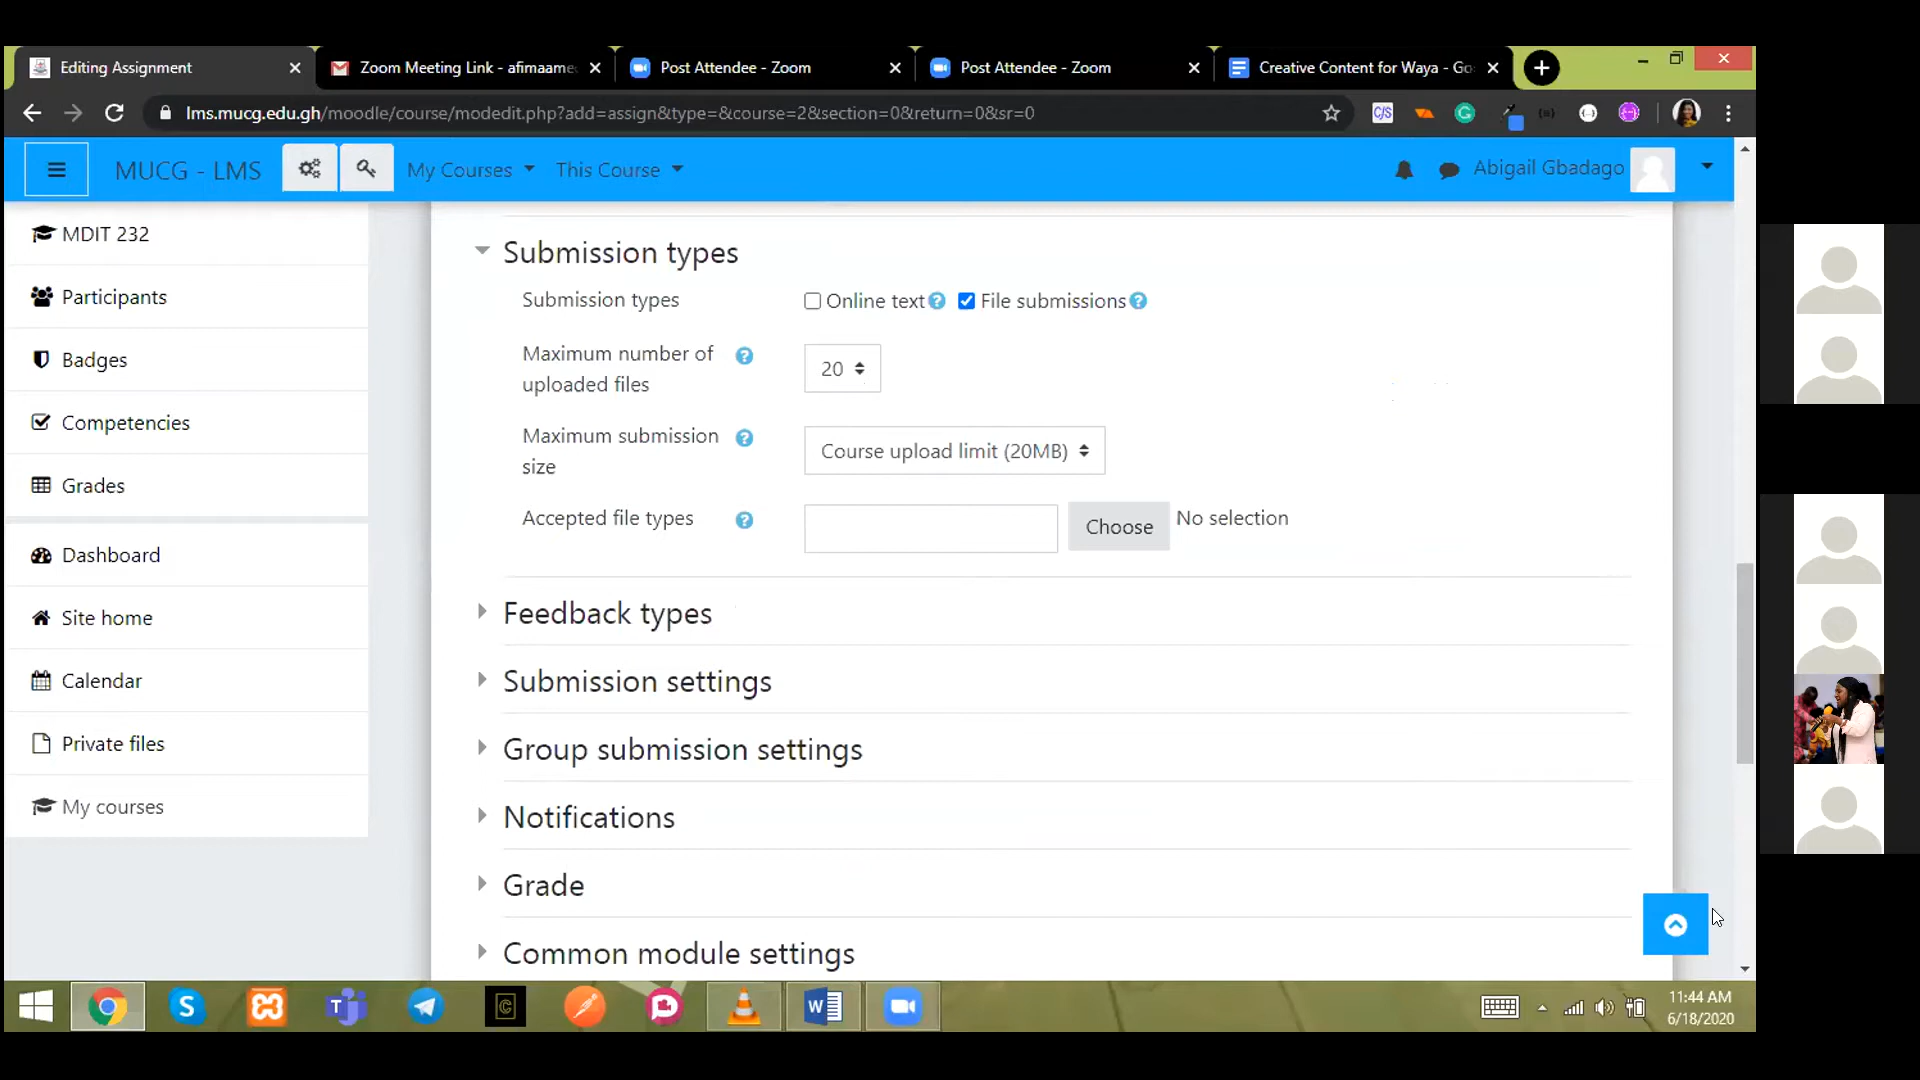 Editing Assignment
Zoom Meeting Link - afimaame
Post Attendee - Zoom
Post Attendee - Zoom
Creative Content for Waya - Go
lms.mucg.edu.gh/moodle/course/modedit.php?add=assign&type=&course=2&section=0&return=0&sr=0
MUCG - LMS
My Courses
This Course
Abigail Gbadago
MDIT 232
Participants
Badges
Competencies
Grades
Dashboard
Site home
Calendar
Private files
My courses
Submission types
Submission types
Online text
File submissions
Maximum number of
uploaded files
20
Maximum submission
size
Course upload limit (20MB)
Accepted file types
Choose
No selection
Feedback types
Submission settings
Group submission settings
Notifications
Grade
Common module settings
11:44 AM
6/18/2020